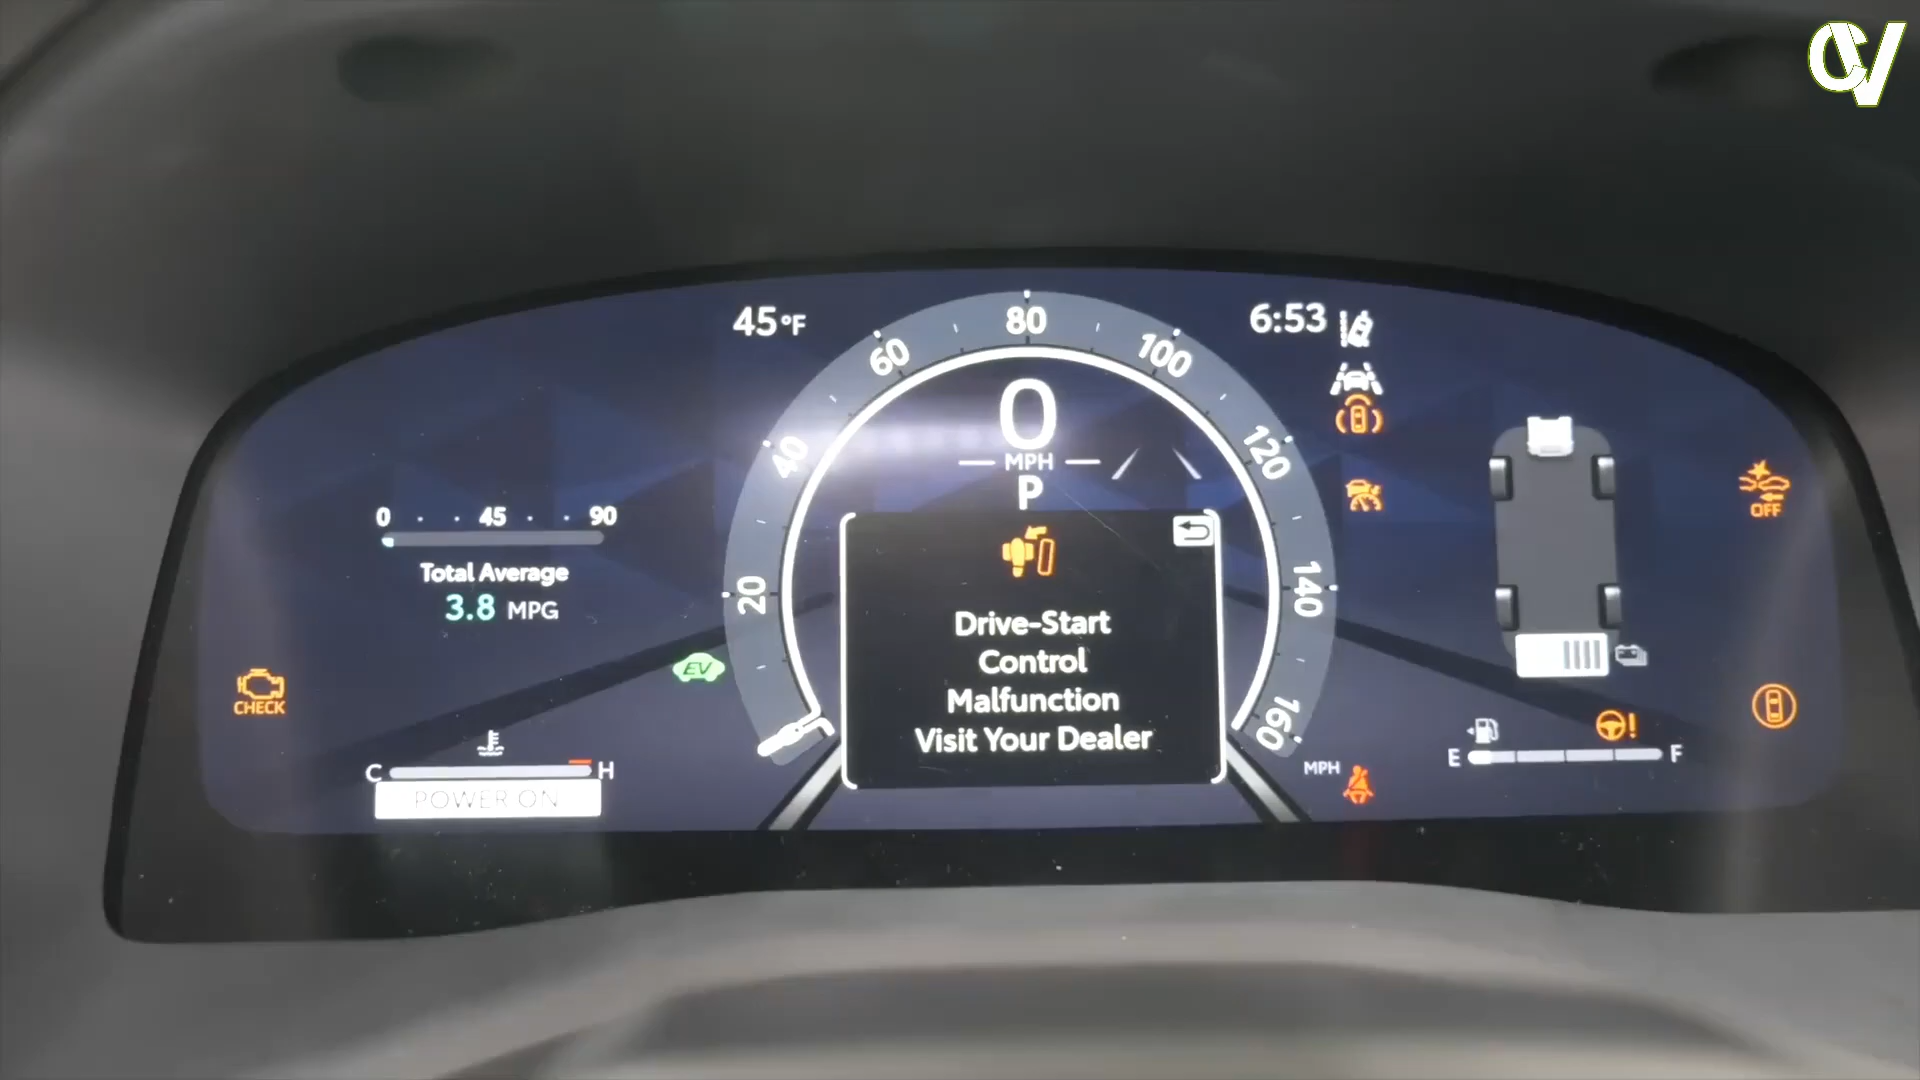 CV
45°F
6:53
80
60
100
40
120
20
140
160
0
MPH
P
0 45 90
Total Average
3.8 MPG
EV
CHECK
C H
POWER ON
Drive-Start
Control
Malfunction
Visit Your Dealer
MPH
OFF
E F